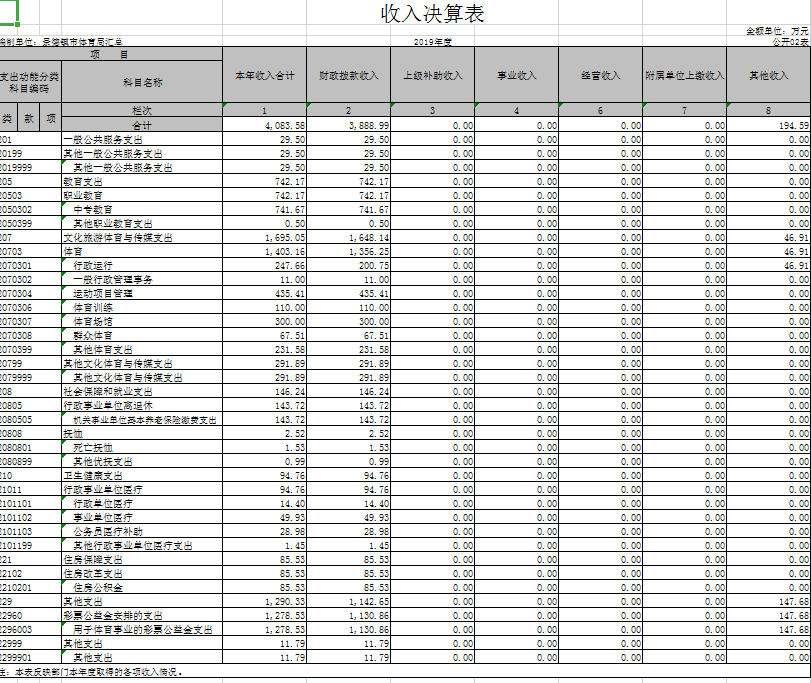 收入决算表
金额单位：万元
编制单位：景德镇市体育局汇总 2019年度 公开02表
项 目 本年收入合计 财政拨款收入 上级补助收入 事业收入 经营收入 附属单位上缴收入 其他收入
支出功能分类科目编码 科目名称
类 款 项 栏次 1 2 3 4 6 7 8
合计 4,083.58 3,888.99 0.00 0.00 0.00 0.00 194.59
201 一般公共服务支出 29.50 29.50 0.00 0.00 0.00 0.00 0.00
20199 其他一般公共服务支出 29.50 29.50 0.00 0.00 0.00 0.00 0.00
2019999 其他一般公共服务支出 29.50 29.50 0.00 0.00 0.00 0.00 0.00
205 教育支出 742.17 742.17 0.00 0.00 0.00 0.00 0.00
20503 职业教育 742.17 742.17 0.00 0.00 0.00 0.00 0.00
2050302 中专教育 741.67 741.67 0.00 0.00 0.00 0.00 0.00
2050399 其他职业教育支出 0.50 0.50 0.00 0.00 0.00 0.00 0.00
207 文化旅游体育与传媒支出 1,695.05 1,648.14 0.00 0.00 0.00 0.00 46.91
20703 体育 1,403.16 1,356.25 0.00 0.00 0.00 0.00 46.91
2070301 行政运行 247.66 200.75 0.00 0.00 0.00 0.00 46.91
2070302 一般行政管理事务 11.00 11.00 0.00 0.00 0.00 0.00 0.00
2070304 运动项目管理 435.41 435.41 0.00 0.00 0.00 0.00 0.00
2070306 体育训练 110.00 110.00 0.00 0.00 0.00 0.00 0.00
2070307 体育场馆 300.00 300.00 0.00 0.00 0.00 0.00 0.00
2070308 群众体育 67.51 67.51 0.00 0.00 0.00 0.00 0.00
2070399 其他体育支出 231.58 231.58 0.00 0.00 0.00 0.00 0.00
20799 其他文化体育与传媒支出 291.89 291.89 0.00 0.00 0.00 0.00 0.00
2079999 其他文化体育与传媒支出 291.89 291.89 0.00 0.00 0.00 0.00 0.00
208 社会保障和就业支出 146.24 146.24 0.00 0.00 0.00 0.00 0.00
20805 行政事业单位离退休 143.72 143.72 0.00 0.00 0.00 0.00 0.00
2080505 机关事业单位基本养老保险缴费支出 143.72 143.72 0.00 0.00 0.00 0.00 0.00
20808 抚恤 2.52 2.52 0.00 0.00 0.00 0.00 0.00
2080801 死亡抚恤 1.53 1.53 0.00 0.00 0.00 0.00 0.00
2080899 其他优抚支出 0.99 0.99 0.00 0.00 0.00 0.00 0.00
210 卫生健康支出 94.76 94.76 0.00 0.00 0.00 0.00 0.00
21011 行政事业单位医疗 94.76 94.76 0.00 0.00 0.00 0.00 0.00
2101101 行政单位医疗 14.40 14.40 0.00 0.00 0.00 0.00 0.00
2101102 事业单位医疗 49.93 49.93 0.00 0.00 0.00 0.00 0.00
2101103 公务员医疗补助 28.98 28.98 0.00 0.00 0.00 0.00 0.00
2101199 其他行政事业单位医疗支出 1.45 1.45 0.00 0.00 0.00 0.00 0.00
221 住房保障支出 85.53 85.53 0.00 0.00 0.00 0.00 0.00
22102 住房改革支出 85.53 85.53 0.00 0.00 0.00 0.00 0.00
2210201 住房公积金 85.53 85.53 0.00 0.00 0.00 0.00 0.00
229 其他支出 1,290.33 1,142.65 0.00 0.00 0.00 0.00 147.68
22960 彩票公益金安排的支出 1,278.53 1,130.86 0.00 0.00 0.00 0.00 147.68
2296003 用于体育事业的彩票公益金支出 1,278.53 1,130.86 0.00 0.00 0.00 0.00 147.68
22999 其他支出 11.79 11.79 0.00 0.00 0.00 0.00 0.00
2299901 其他支出 11.79 11.79 0.00 0.00 0.00 0.00 0.00
注：本表反映部门本年度取得的各项收入情况。